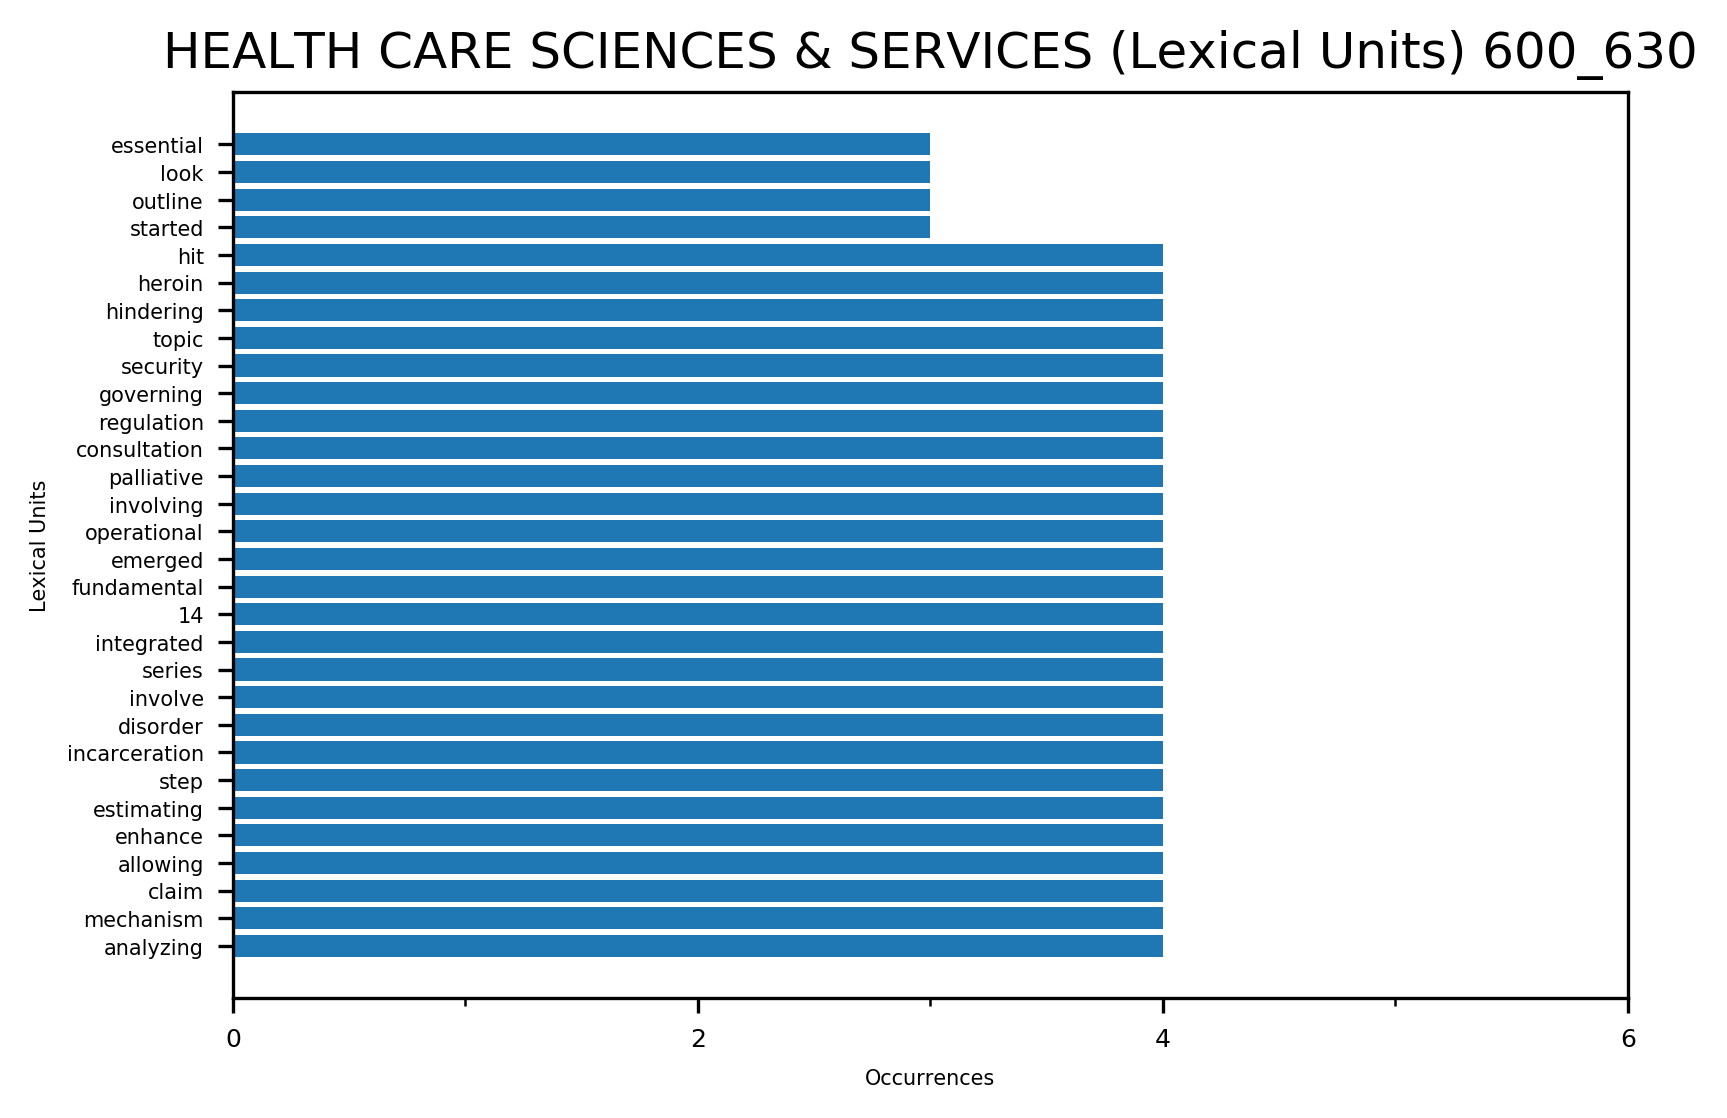 HEALTH CARE SCIENCES & SERVICES (Lexical Units) 600_630
essential
look
outline
started
hit
heroin
hindering
topic
security
governing
regulation
consultation
palliative
involving
operational
emerged
fundamental
14
integrated
series
involve
disorder
incarceration
step
estimating
enhance
allowing
claim
mechanism
analyzing
Lexical Units
0 2 4 6
Occurrences